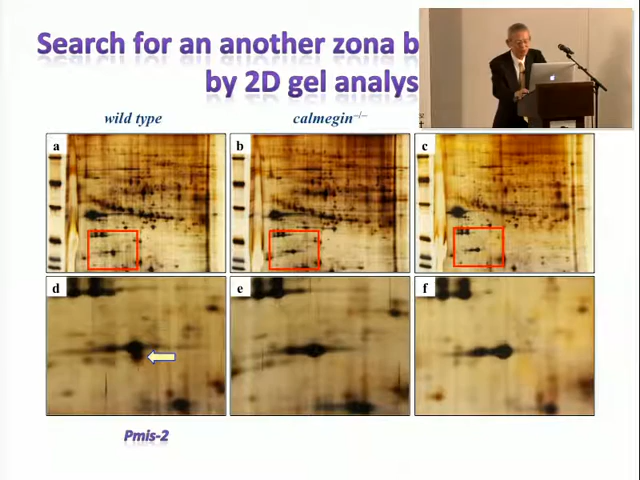 Search for an another zona b
by 2D gel analys
wild type
calmegin–/–
a
b
c
d
e
f
Pmis-2